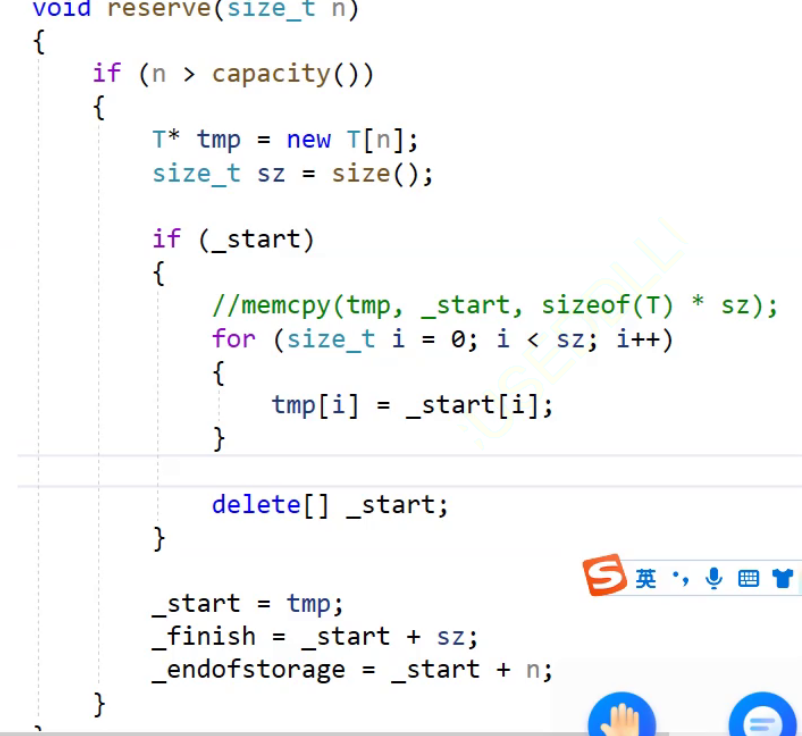 void reserve(size_t n)
{
if (n > capacity())
{
T* tmp = new T[n];
size_t sz = size();
if (_start)
{
//memcpy(tmp, _start, sizeof(T) * sz);
for (size_t i = 0; i < sz; i++)
{
tmp[i] = _start[i];
}
delete[] _start;
}
_start = tmp;
_finish = _start + sz;
_endofstorage = _start + n;
}
S 英